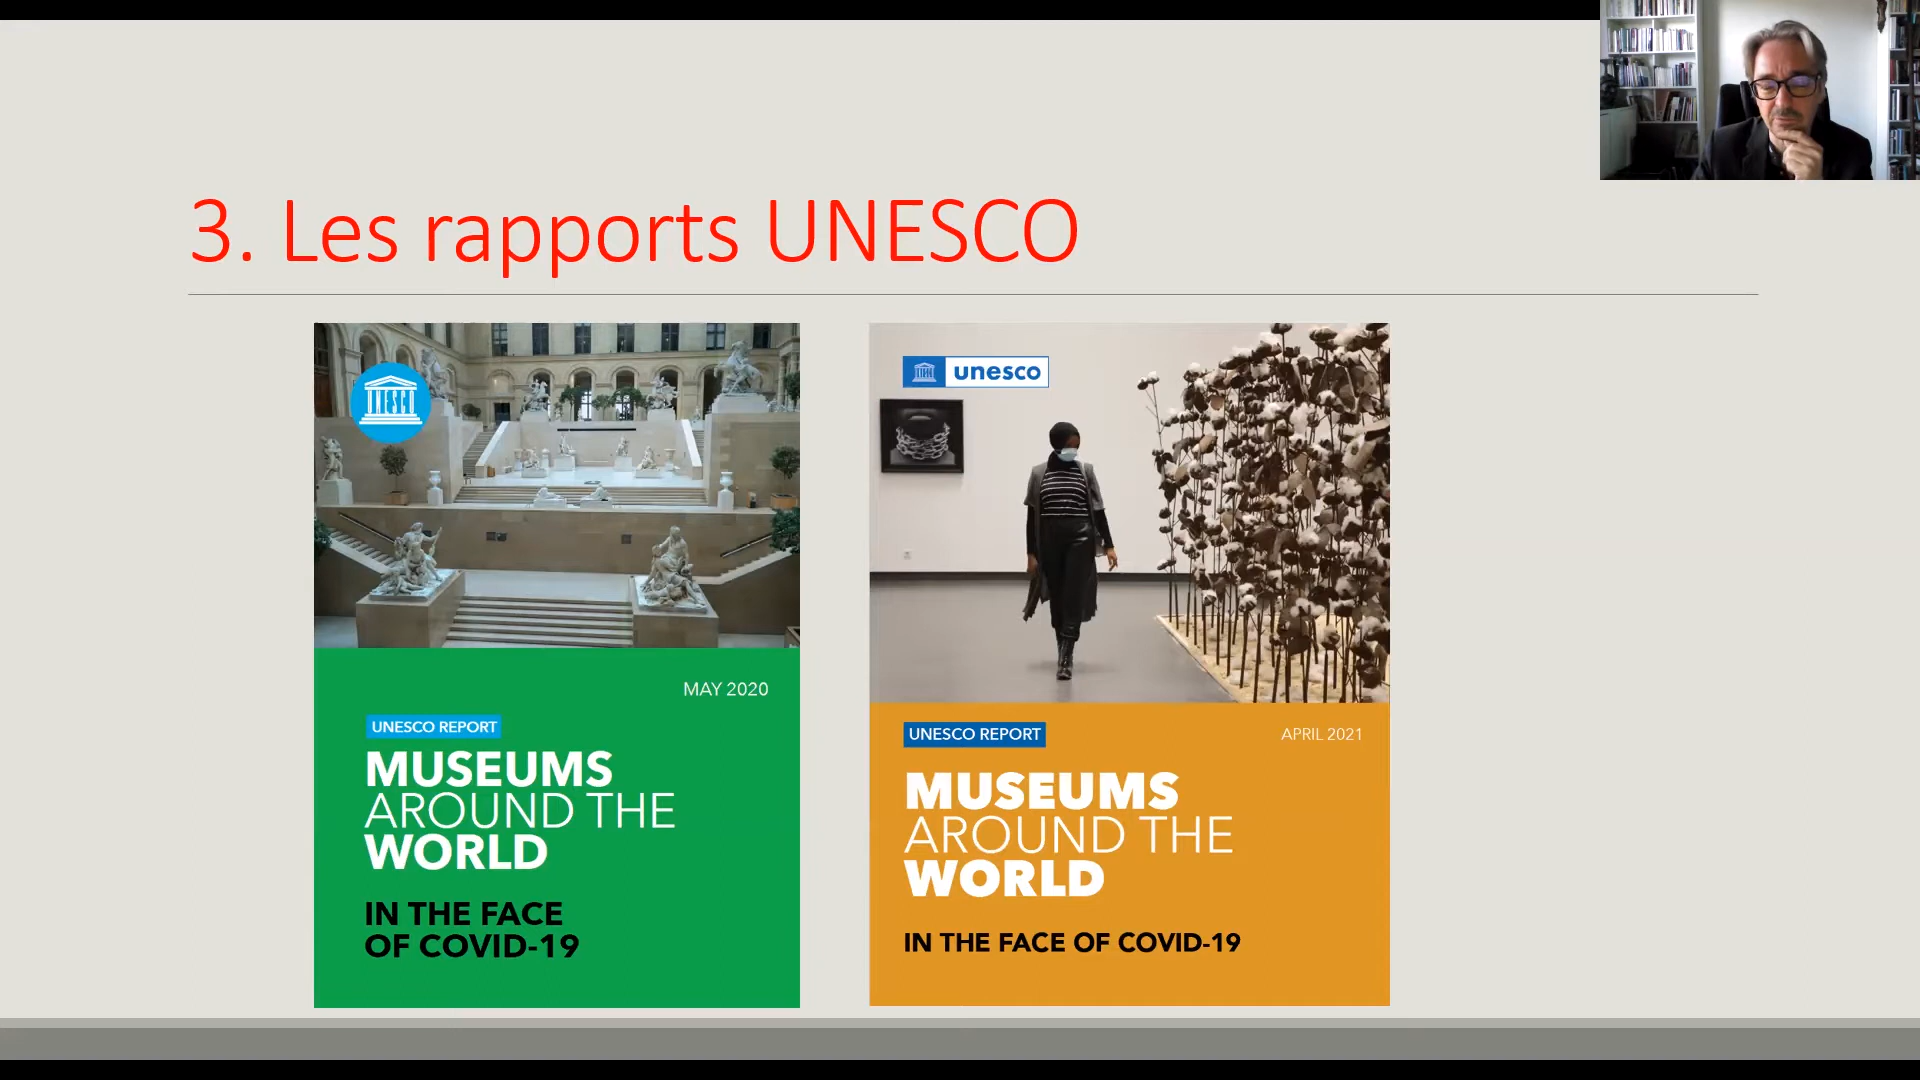 3. Les rapports UNESCO
UNESCO
MAY 2020
UNESCO REPORT
MUSEUMS
AROUND THE
WORLD
IN THE FACE
OF COVID-19
unesco
UNESCO REPORT
APRIL 2021
MUSEUMS
AROUND THE
WORLD
IN THE FACE OF COVID-19